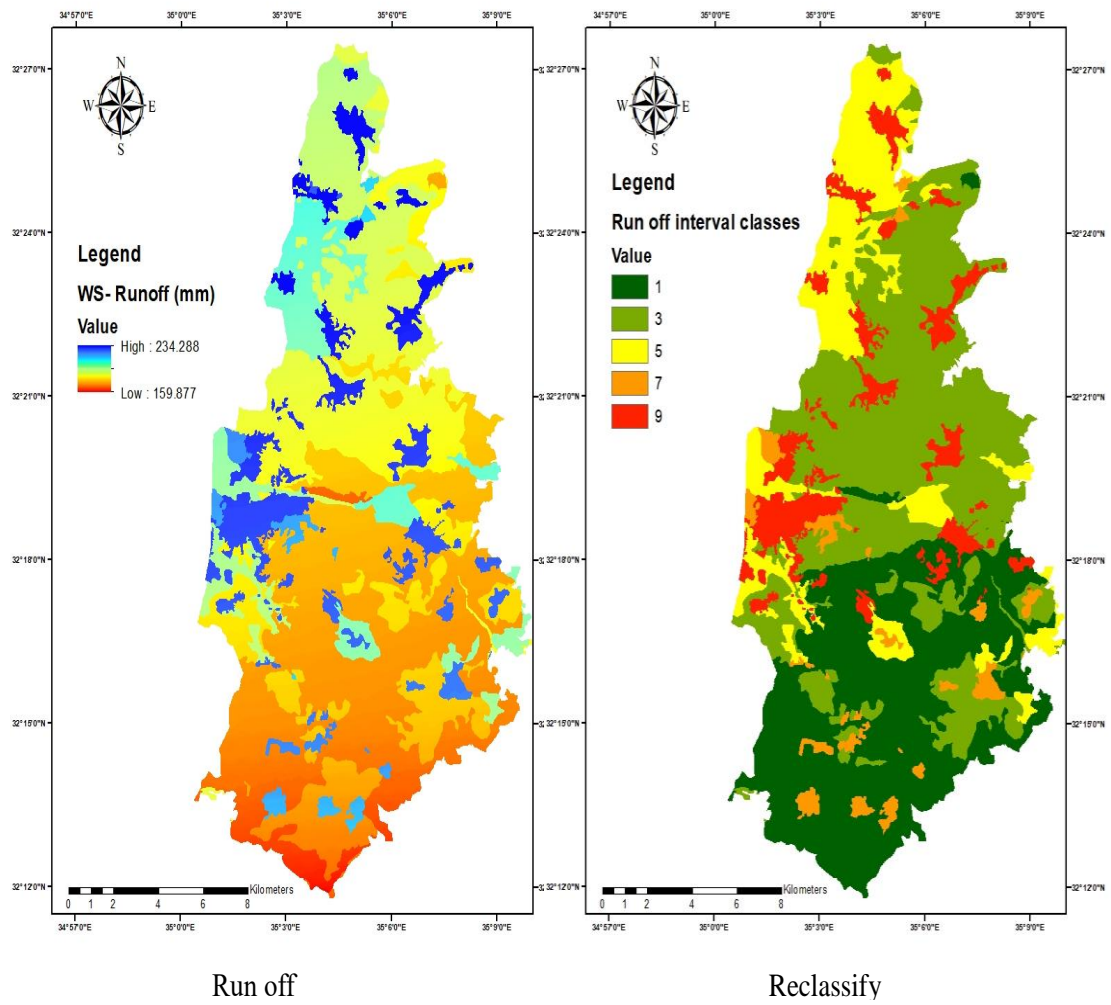 34°57'0"E 35°0'0"E 35°3'0"E 35°6'0"E 35°9'0"E
32°27'0"N
32°24'0"N
32°21'0"N
32°18'0"N
32°15'0"N
32°12'0"N
N
W E
S
Legend
WS- Runoff (mm)
Value
High : 234.288
Low : 159.877
Kilometers
0 1 2 4 6 8
34°57'0"E 35°0'0"E 35°3'0"E 35°6'0"E 35°9'0"E
Run off
34°57'0"E 35°0'0"E 35°3'0"E 35°6'0"E 35°9'0"E
N
W E
S
Legend
Run off interval classes
Value
1
3
5
7
9
32°27'0"N
32°24'0"N
32°21'0"N
32°18'0"N
32°15'0"N
32°12'0"N
Kilometers
0 1 2 4 6 8
34°57'0"E 35°0'0"E 35°3'0"E 35°6'0"E 35°9'0"E
Reclassify